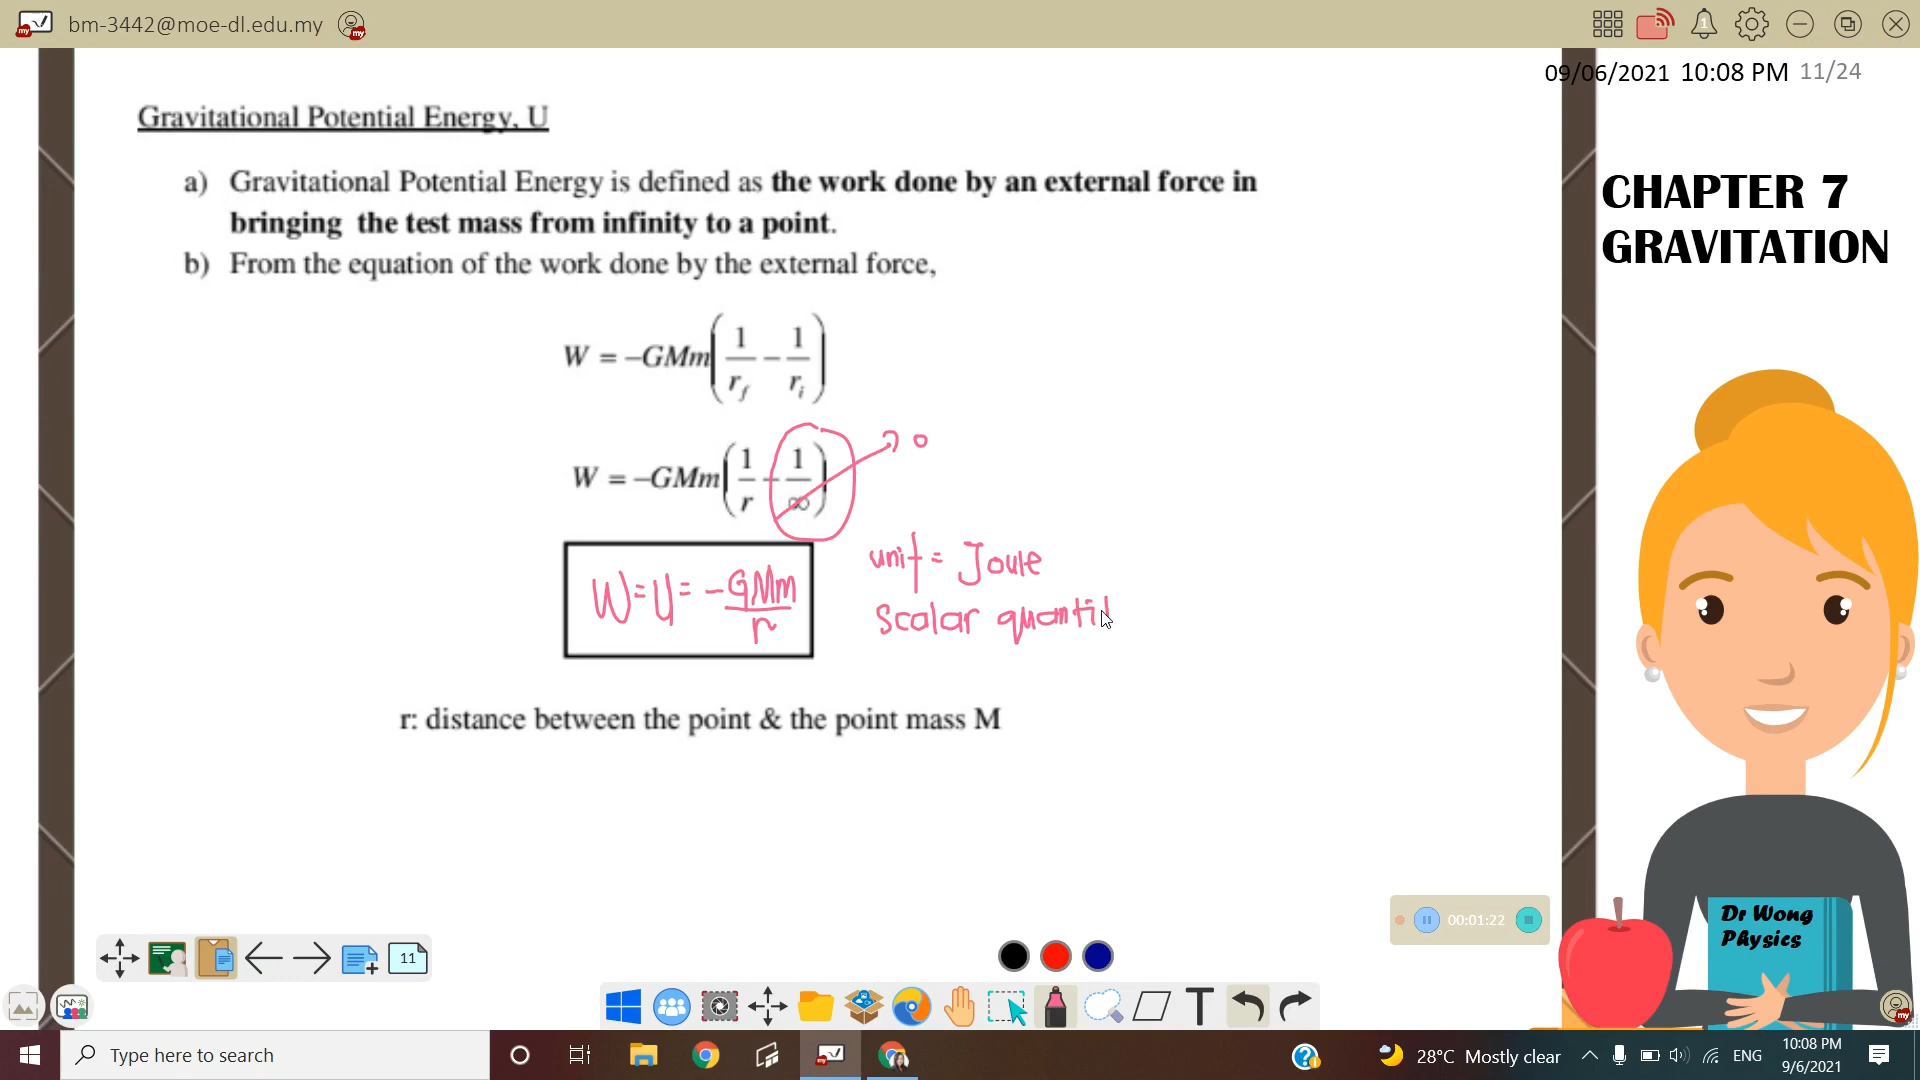 bm-3442@moe-dl.edu.my
09/06/2021 10:08 PM 11/24
Gravitational Potential Energy, U
a) Gravitational Potential Energy is defined as the work done by an external force in
bringing the test mass from infinity to a point.
b) From the equation of the work done by the external force,
W = –GMm(1/r_f – 1/r_i)
W = –GMm(1/r – 1/∞) → 0
W = U = –GMm/r
unit = Joule
Scalar quanti
r: distance between the point & the point mass M
CHAPTER 7
GRAVITATION
Dr Wong
Physics
00:01:22
11
T
Type here to search
28°C Mostly clear
ENG
10:08 PM
9/6/2021